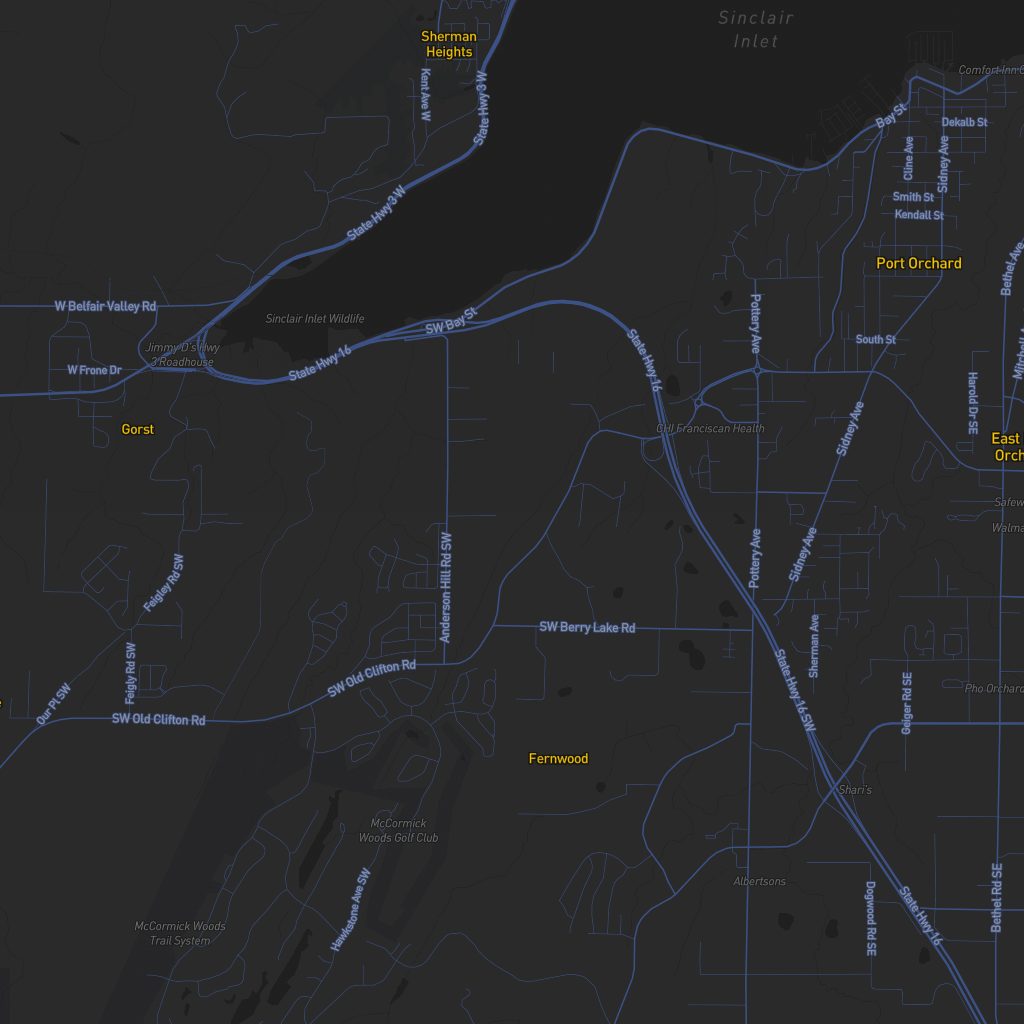 Sinclair
Inlet
Sherman
Heights
Kent Ave W
State Hwy 3 W
Comfort Inn
Bay St
Dekalb St
Cline Ave
Sidney Ave
Smith St
Kendall St
State Hwy 3 W
Port Orchard
Bethel Ave
W Belfair Valley Rd
Sinclair Inlet Wildlife
SW Bay St
Pottery Ave
South St
Jimmy D's Hwy
3 Roadhouse
State Hwy 16
State Hwy 16
W Frone Dr
Harold Dr SE
Gorst
CHI Franciscan Health
Sidney Ave
East
Orch
Safew
Walma
Anderson Hill Rd SW
Pottery Ave
Sidney Ave
Feigley Rd SW
SW Berry Lake Rd
Sherman Ave
Feigly Rd SW
SW Old Clifton Rd
Our Pl SW
State Hwy 16 SW
Geiger Rd SE
Pho Orchar
SW Old Clifton Rd
Fernwood
Shari's
McCormick
Woods Golf Club
Albertsons
Hawkstone Ave SW
Dogwood Rd SE
State Hwy 16
Bethel Rd SE
McCormick Woods
Trail System